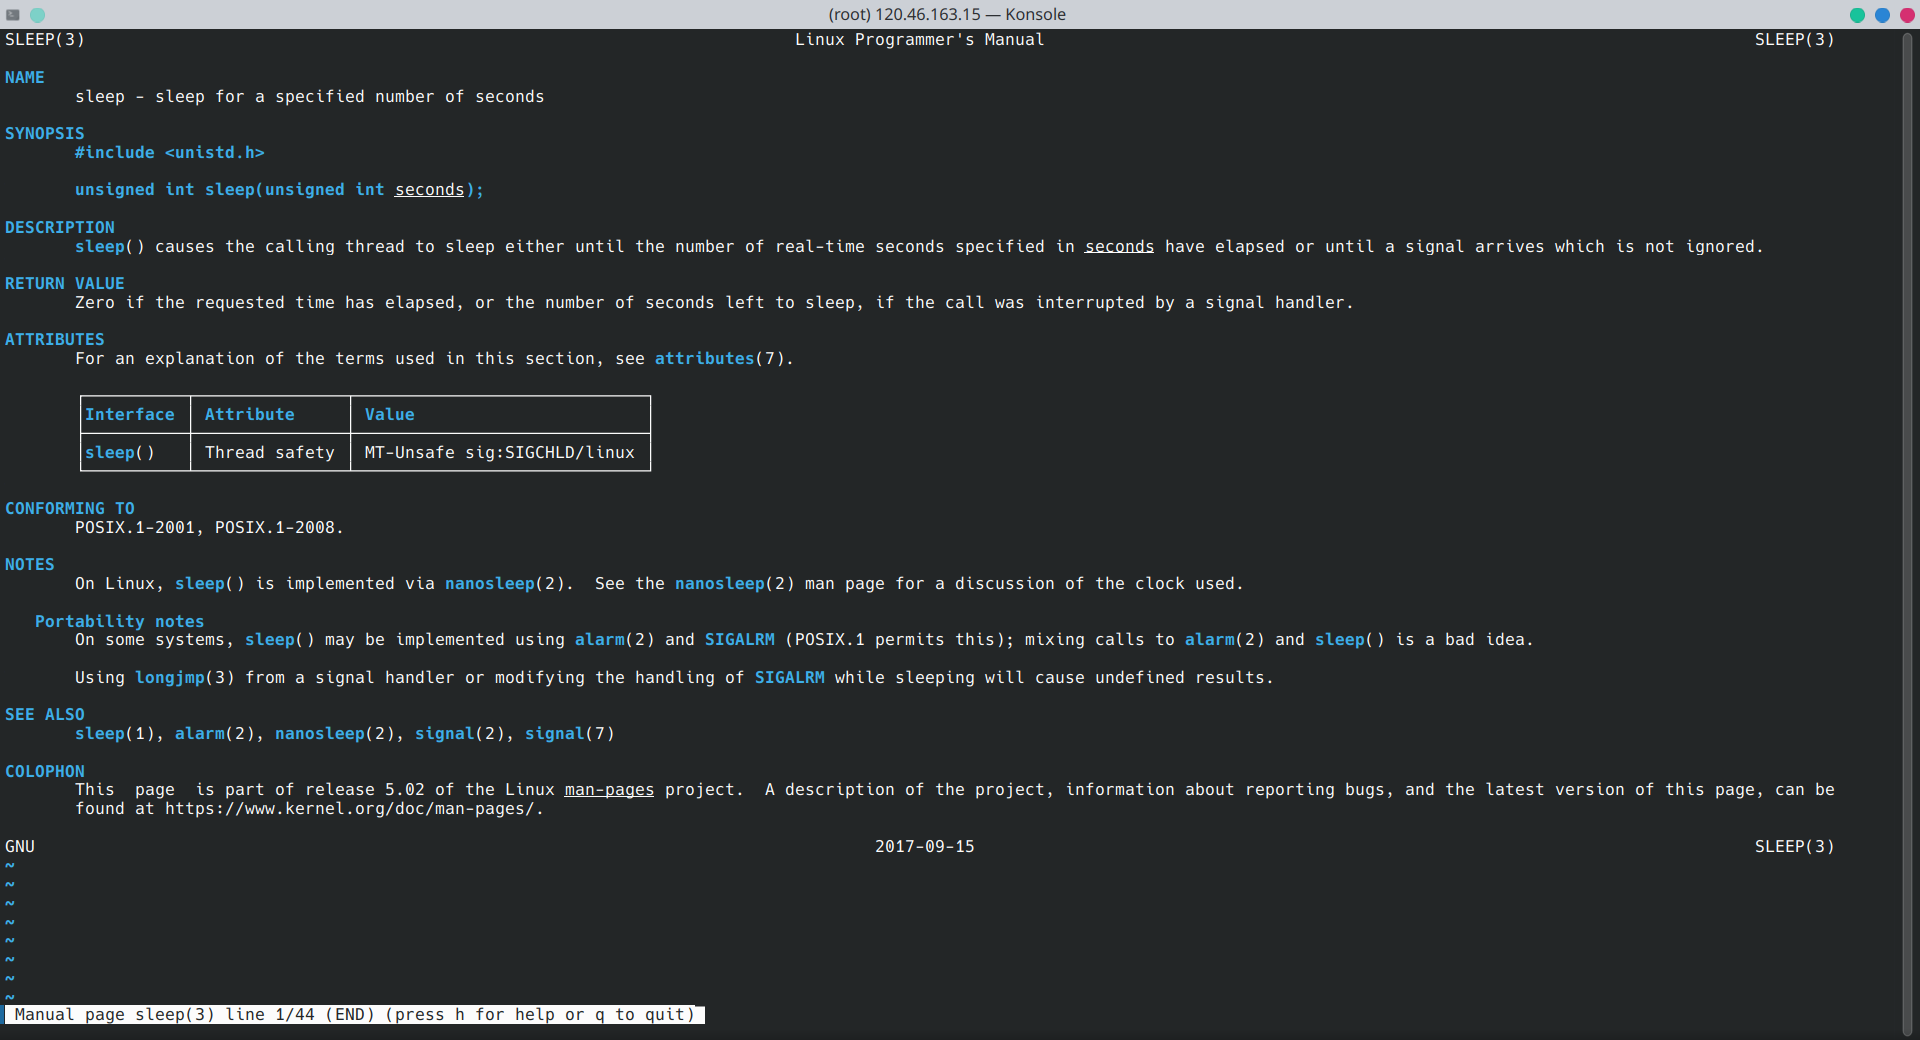 (root) 120.46.163.15 — Konsole
SLEEP(3) Linux Programmer's Manual SLEEP(3)
NAME
sleep - sleep for a specified number of seconds
SYNOPSIS
#include <unistd.h>
unsigned int sleep(unsigned int seconds);
DESCRIPTION
sleep() causes the calling thread to sleep either until the number of real-time seconds specified in seconds have elapsed or until a signal arrives which is not ignored.
RETURN VALUE
Zero if the requested time has elapsed, or the number of seconds left to sleep, if the call was interrupted by a signal handler.
ATTRIBUTES
For an explanation of the terms used in this section, see attributes(7).
Interface Attribute Value
sleep() Thread safety MT-Unsafe sig:SIGCHLD/linux
CONFORMING TO
POSIX.1-2001, POSIX.1-2008.
NOTES
On Linux, sleep() is implemented via nanosleep(2).  See the nanosleep(2) man page for a discussion of the clock used.
Portability notes
On some systems, sleep() may be implemented using alarm(2) and SIGALRM (POSIX.1 permits this); mixing calls to alarm(2) and sleep() is a bad idea.
Using longjmp(3) from a signal handler or modifying the handling of SIGALRM while sleeping will cause undefined results.
SEE ALSO
sleep(1), alarm(2), nanosleep(2), signal(2), signal(7)
COLOPHON
This  page  is part of release 5.02 of the Linux man-pages project.  A description of the project, information about reporting bugs, and the latest version of this page, can be
found at https://www.kernel.org/doc/man-pages/.
GNU 2017-09-15 SLEEP(3)
~
~
~
~
~
~
~
~
Manual page sleep(3) line 1/44 (END) (press h for help or q to quit)